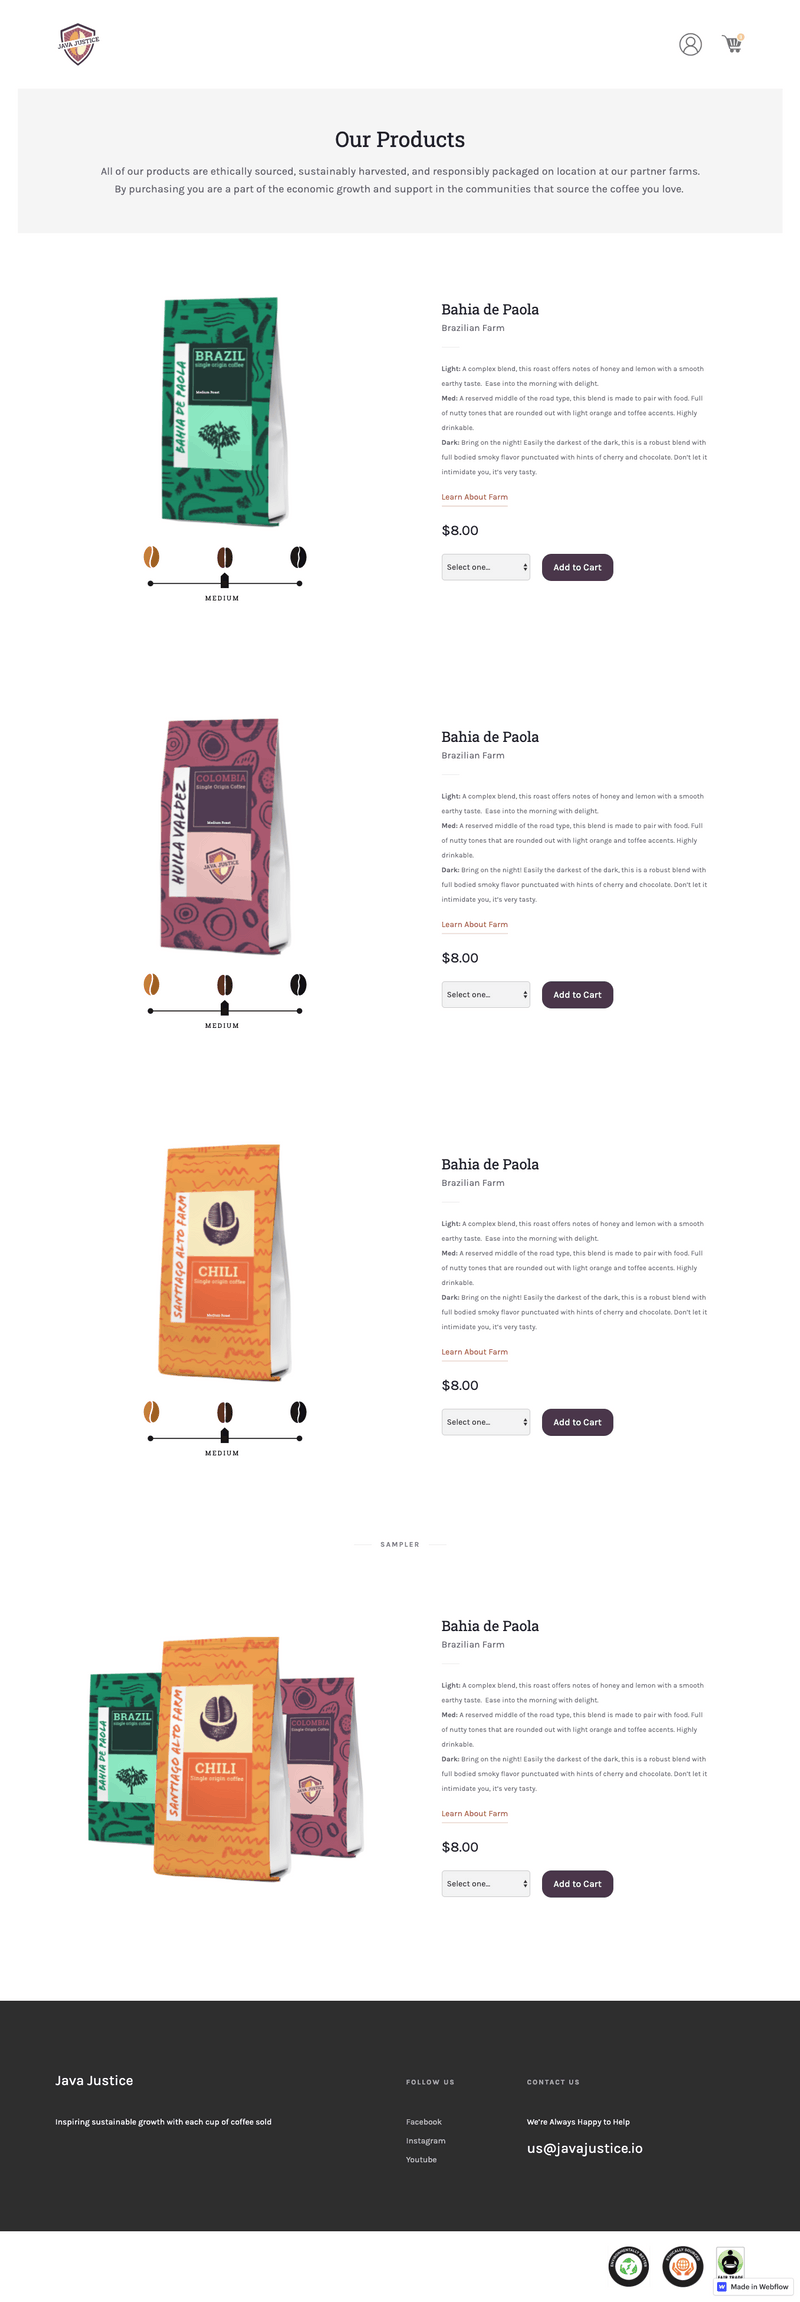 JAVA JUSTICE
Our Products
All of our products are ethically sourced, sustainably harvested, and responsibly packaged on location at our partner farms.
By purchasing you are a part of the economic growth and support in the communities that source the coffee you love.
BRAZIL
single origin coffee
Medium Roast
BAHIA DE PAOLA
MEDIUM
Bahia de Paola
Brazilian Farm
Light: A complex blend, this roast offers notes of honey and lemon with a smooth
earthy taste.  Ease into the morning with delight.
Med: A reserved middle of the road type, this blend is made to pair with food. Full
of nutty tones that are rounded out with light orange and toffee accents. Highly
drinkable.
Dark: Bring on the night! Easily the darkest of the dark, this is a robust blend with
full bodied smoky flavor punctuated with hints of cherry and chocolate. Don't let it
intimidate you, it's very tasty.
Learn About Farm
$8.00
Select one...
Add to Cart
COLOMBIA
Single Origin Coffee
Medium Roast
HUILA VALDEZ
JAVA JUSTICE
MEDIUM
Bahia de Paola
Brazilian Farm
Light: A complex blend, this roast offers notes of honey and lemon with a smooth
earthy taste.  Ease into the morning with delight.
Med: A reserved middle of the road type, this blend is made to pair with food. Full
of nutty tones that are rounded out with light orange and toffee accents. Highly
drinkable.
Dark: Bring on the night! Easily the darkest of the dark, this is a robust blend with
full bodied smoky flavor punctuated with hints of cherry and chocolate. Don't let it
intimidate you, it's very tasty.
Learn About Farm
$8.00
Select one...
Add to Cart
SANTIAGO ALTO FARM
CHILI
Single origin coffee
Medium Roast
MEDIUM
Bahia de Paola
Brazilian Farm
Light: A complex blend, this roast offers notes of honey and lemon with a smooth
earthy taste.  Ease into the morning with delight.
Med: A reserved middle of the road type, this blend is made to pair with food. Full
of nutty tones that are rounded out with light orange and toffee accents. Highly
drinkable.
Dark: Bring on the night! Easily the darkest of the dark, this is a robust blend with
full bodied smoky flavor punctuated with hints of cherry and chocolate. Don't let it
intimidate you, it's very tasty.
Learn About Farm
$8.00
Select one...
Add to Cart
SAMPLER
BRAZIL
single origin coffee
BAHIA DE PAOLA
SANTIAGO ALTO FARM
CHILI
Single origin coffee
COLOMBIA
Single Origin Coffee
JAVA JUSTICE
Bahia de Paola
Brazilian Farm
Light: A complex blend, this roast offers notes of honey and lemon with a smooth
earthy taste.  Ease into the morning with delight.
Med: A reserved middle of the road type, this blend is made to pair with food. Full
of nutty tones that are rounded out with light orange and toffee accents. Highly
drinkable.
Dark: Bring on the night! Easily the darkest of the dark, this is a robust blend with
full bodied smoky flavor punctuated with hints of cherry and chocolate. Don't let it
intimidate you, it's very tasty.
Learn About Farm
$8.00
Select one...
Add to Cart
Java Justice
Inspiring sustainable growth with each cup of coffee sold
FOLLOW US
Facebook
Instagram
Youtube
CONTACT US
We're Always Happy to Help
us@javajustice.io
ETHICALLY SOURCED
Made in Webflow